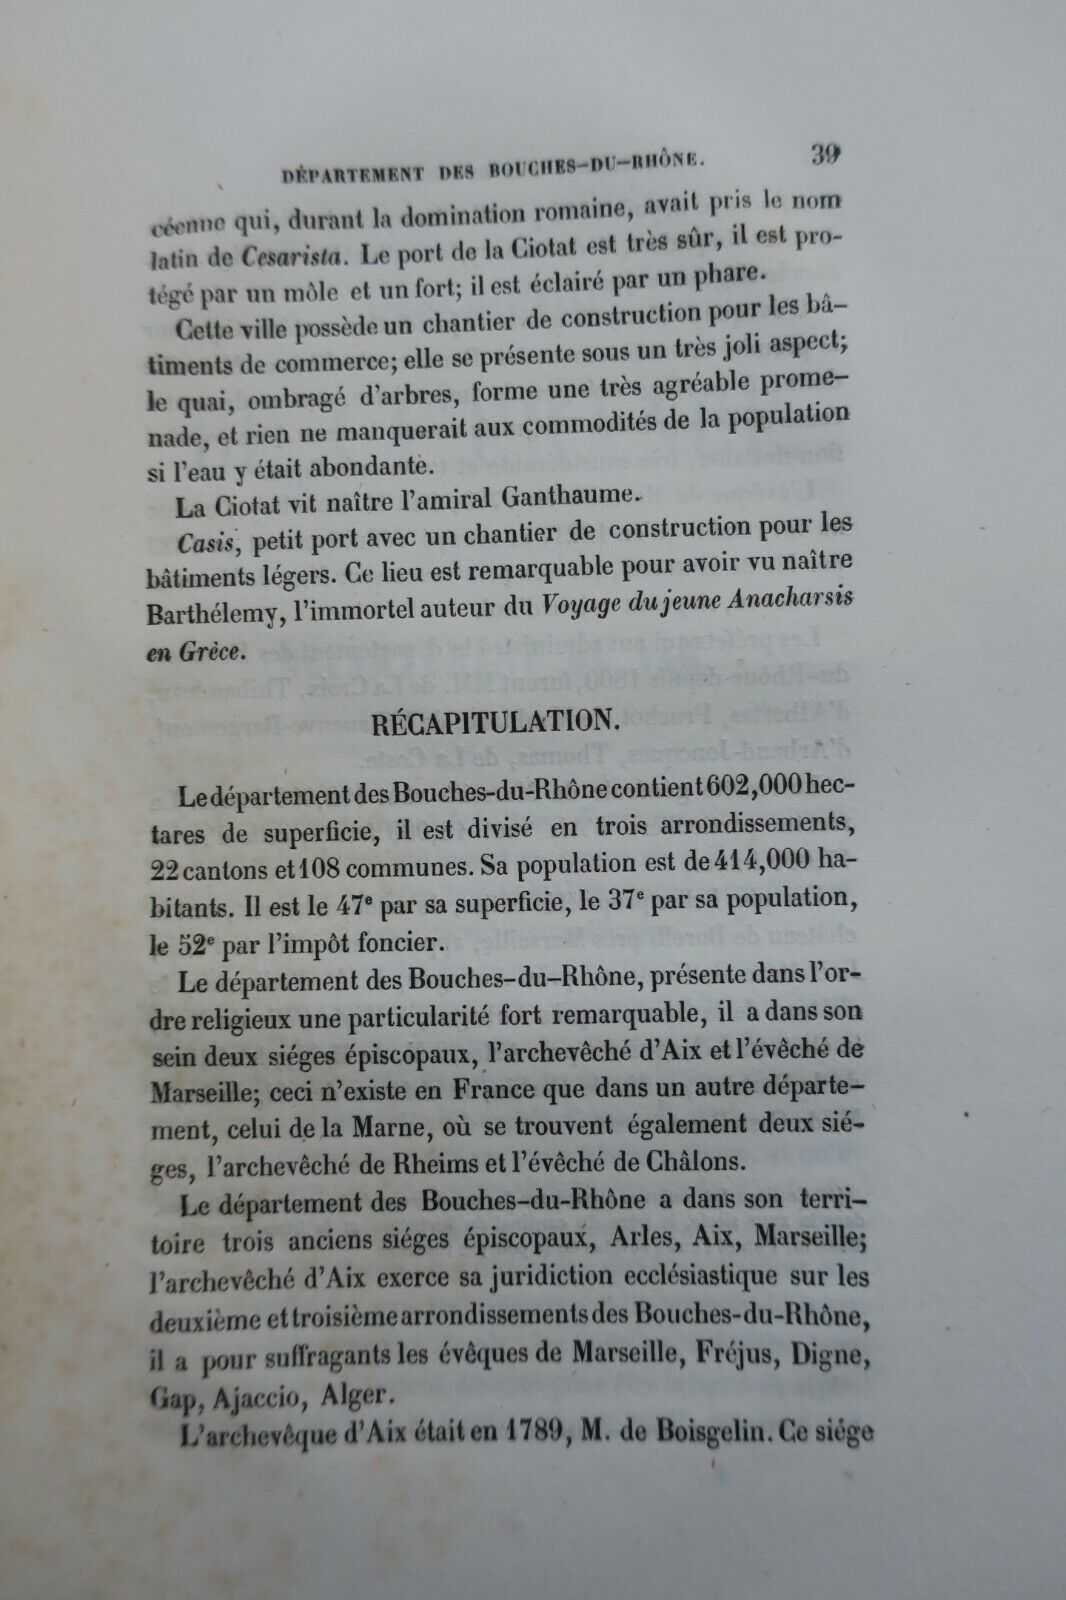 DÉPARTEMENT DES BOUCHES-DU-RHÔNE. 39
céenne qui, durant la domination romaine, avait pris le nom
latin de Cesarista. Le port de la Ciotat est très sûr, il est pro-
tégé par un môle et un fort; il est éclairé par un phare.
Cette ville possède un chantier de construction pour les bâ-
timents de commerce; elle se présente sous un très joli aspect;
le quai, ombragé d'arbres, forme une très agréable prome-
nade, et rien ne manquerait aux commodités de la population
si l'eau y était abondante.
La Ciotat vit naître l'amiral Ganthaume.
Casis, petit port avec un chantier de construction pour les
bâtiments légers. Ce lieu est remarquable pour avoir vu naître
Barthélemy, l'immortel auteur du Voyage du jeune Anacharsis
en Grèce.
RÉCAPITULATION.
Le département des Bouches-du-Rhône contient 602,000 hec-
tares de superficie, il est divisé en trois arrondissements,
22 cantons et 108 communes. Sa population est de 414,000 ha-
bitants. Il est le 47e par sa superficie, le 37e par sa population,
le 52e par l'impôt foncier.
Le département des Bouches-du-Rhône, présente dans l'or-
dre religieux une particularité fort remarquable, il a dans son
sein deux siéges épiscopaux, l'archevêché d'Aix et l'évêché de
Marseille; ceci n'existe en France que dans un autre départe-
ment, celui de la Marne, où se trouvent également deux sié-
ges, l'archevêché de Rheims et l'évêché de Châlons.
Le département des Bouches-du-Rhône a dans son terri-
toire trois anciens siéges épiscopaux, Arles, Aix, Marseille;
l'archevêché d'Aix exerce sa juridiction ecclésiastique sur les
deuxième et troisième arrondissements des Bouches-du-Rhône,
il a pour suffragants les évêques de Marseille, Fréjus, Digne,
Gap, Ajaccio, Alger.
L'archevêque d'Aix était en 1789, M. de Boisgelin. Ce siége